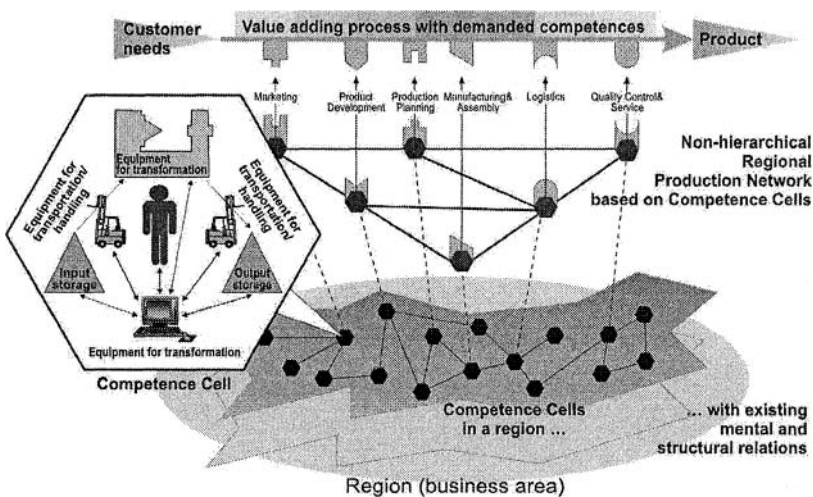 Customer
needs
Value adding process with demanded competences
Product
Marketing
Product
Development
Production
Planning
Manufacturing&
Assembly
Logistics
Quality Control&
Service
Non-hierarchical
Regional
Production Network
based on Competence Cells
Equipment
for transformation
Equipment for
transportation/
handling
Equipment for
transportation/
handling
Input
storage
Output
storage
Equipment for transformation
Competence Cell
Competence Cells
in a region ...
... with existing
mental and
structural relations
Region (business area)